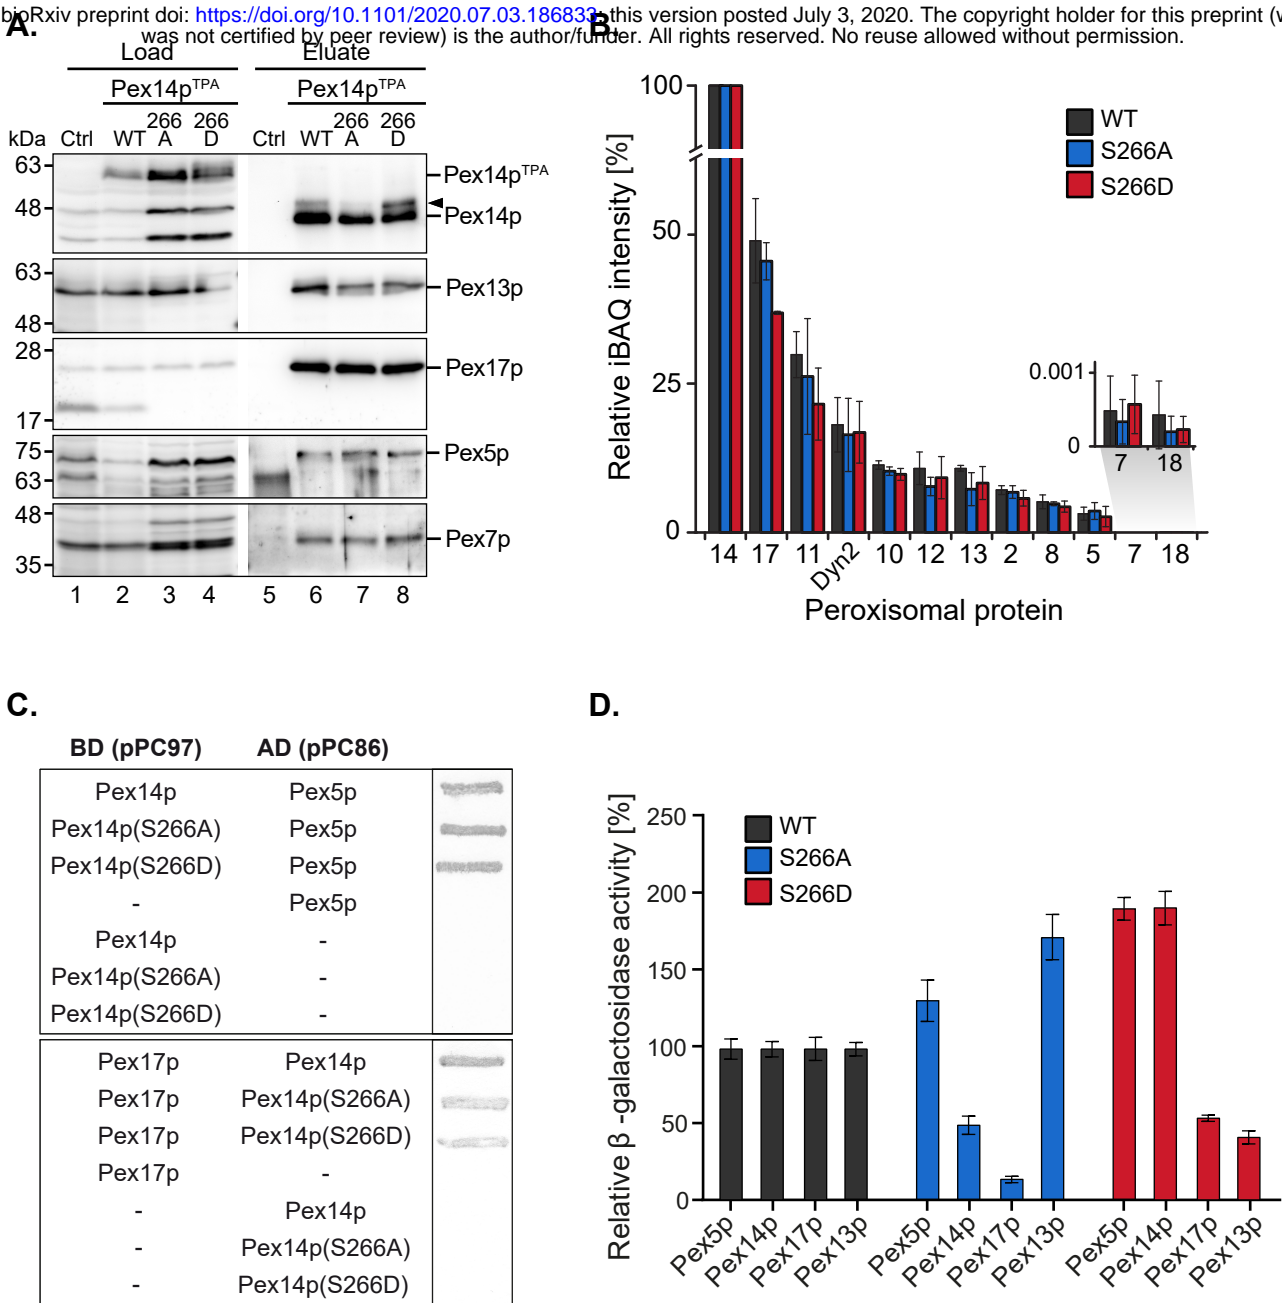 bioRxiv preprint doi: https://doi.org/10.1101/2020.07.03.186833; this version posted July 3, 2020. The copyright holder for this preprint (w
was not certified by peer review) is the author/funder. All rights reserved. No reuse allowed without permission.
A.
Load Eluate
Pex14pTPA Pex14pTPA
kDa Ctrl WT 266 A 266 D Ctrl WT 266 A 266 D
63 Pex14pTPA
48 Pex14p
63 Pex13p
48
28 Pex17p
17
75 Pex5p
63
48 Pex7p
35
1 2 3 4 5 6 7 8
B.
Relative iBAQ intensity [%]
100
50
25
0
WT
S266A
S266D
0.001
0
7 18
14 17 11 Dyn2 10 12 13 2 8 5 7 18
Peroxisomal protein
C.
BD (pPC97) AD (pPC86)
Pex14p Pex5p
Pex14p(S266A) Pex5p
Pex14p(S266D) Pex5p
- Pex5p
Pex14p -
Pex14p(S266A) -
Pex14p(S266D) -
Pex17p Pex14p
Pex17p Pex14p(S266A)
Pex17p Pex14p(S266D)
Pex17p -
- Pex14p
- Pex14p(S266A)
- Pex14p(S266D)
D.
Relative β -galactosidase activity [%]
250
200
150
100
50
0
WT
S266A
S266D
Pex5p Pex14p Pex17p Pex13p Pex5p Pex14p Pex17p Pex13p Pex5p Pex14p Pex17p Pex13p